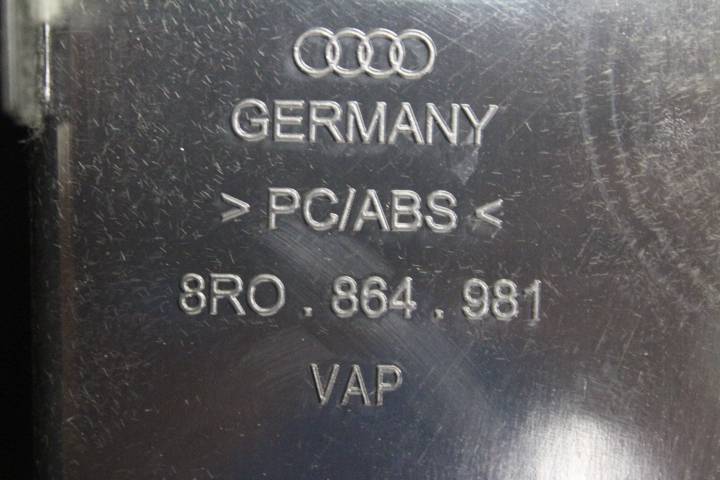 GERMANY
> PC/ABS <
8R0 . 864 . 981
VAP